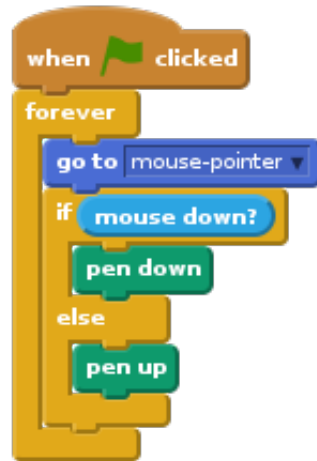 when clicked
forever
go to mouse-pointer
if mouse down?
pen down
else
pen up